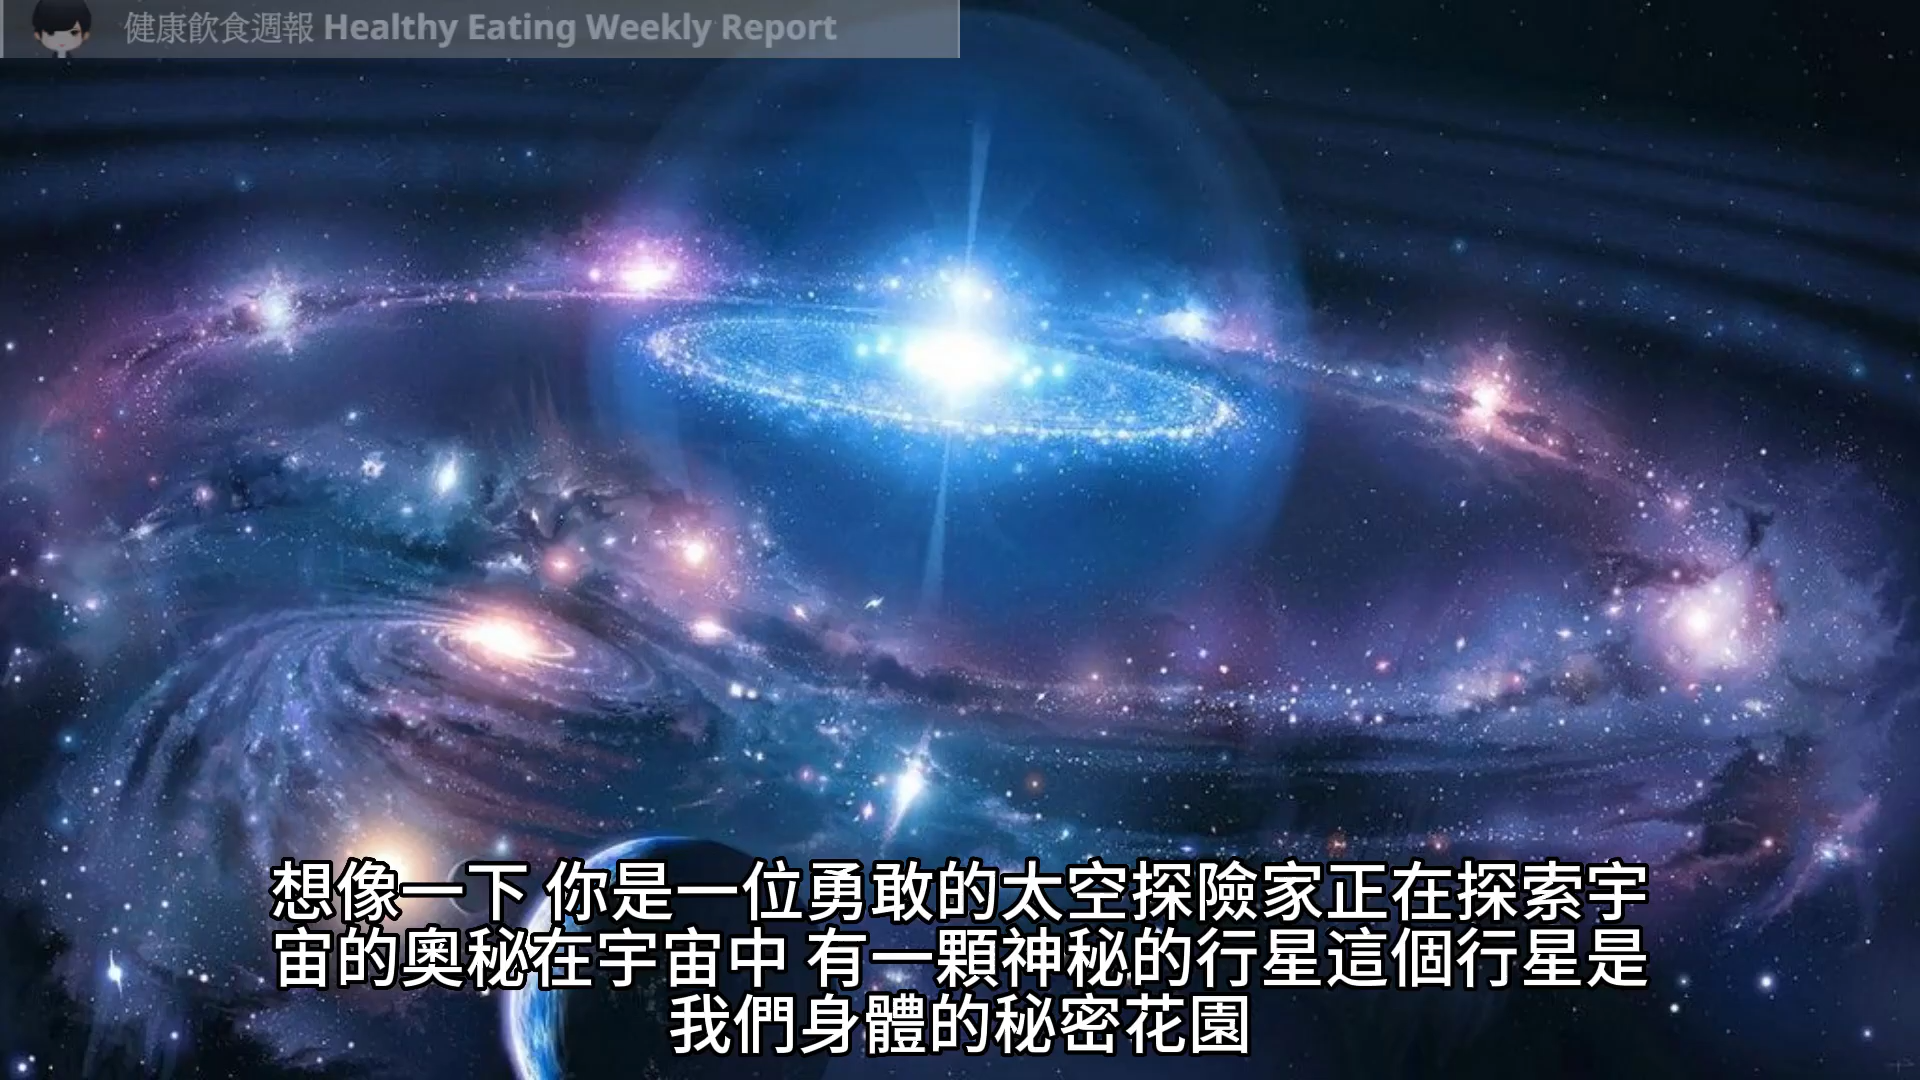 健康飲食週報 Healthy Eating Weekly Report
想像一下 你是一位勇敢的太空探險家正在探索宇
宙的奧秘在宇宙中 有一顆神秘的行星這個行星是
我們身體的秘密花園